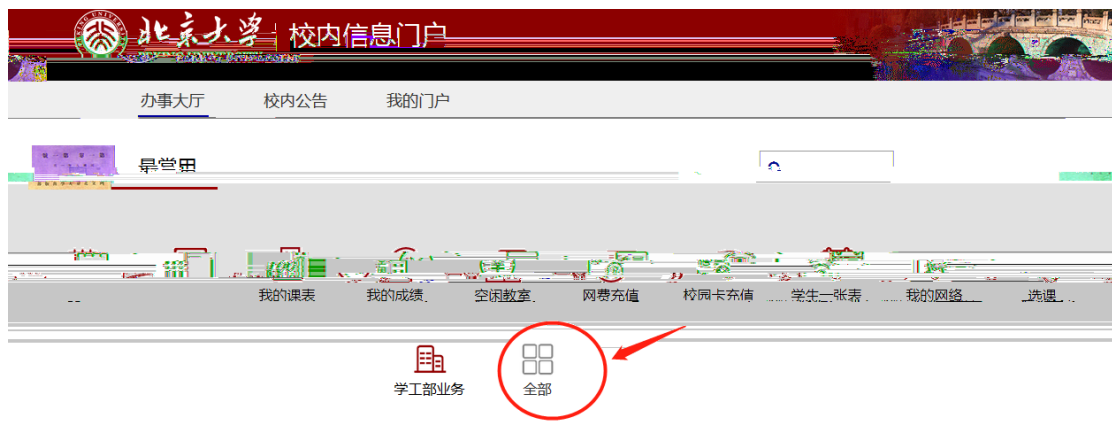 北京大学 校内信息门户
办事大厅 校内公告 我的门户
最常用
我的课表 我的成绩 空闲教室 网费充值 校园卡充值 学生一张表 我的网络 选课
学工部业务 全部